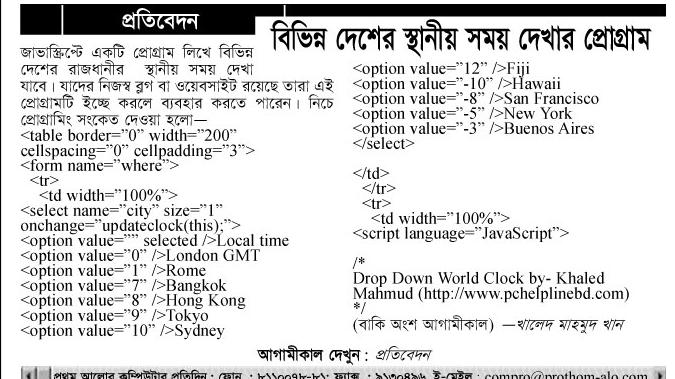 প্রতিবেদন
বিভিন্ন দেশের স্থানীয় সময় দেখার প্রোগ্রাম
জাভাস্ক্রিপ্টে একটি প্রোগ্রাম লিখে বিভিন্ন
দেশের রাজধানীর স্থানীয় সময় দেখা
যাবে। যাদের নিজস্ব ব্লগ বা ওয়েবসাইট রয়েছে তারা এই
প্রোগ্রামটি ইচ্ছে করলে ব্যবহার করতে পারেন। নিচে
প্রোগ্রামিং সংকেত দেওয়া হলো—
<table border=”0” width=”200”
cellspacing=”0” cellpadding=”3”>
<form name=”where”>
<tr>
<td width=”100%”>
<select name=”city” size=”1”
onchange=”updateclock(this);”>
<option value=”” selected />Local time
<option value=”0” />London GMT
<option value=”1” />Rome
<option value=”7” />Bangkok
<option value=”8” />Hong Kong
<option value=”9” />Tokyo
<option value=”10” />Sydney
<option value=”12” />Fiji
<option value=”-10” />Hawaii
<option value=”-8” />San Francisco
<option value=”-5” />New York
<option value=”-3” />Buenos Aires
</select>
</td>
</tr>
<tr>
<td width=”100%”>
<script language=”JavaScript”>
/*
Drop Down World Clock by- Khaled
Mahmud (http://www.pchelplinebd.com)
*/
(বাকি অংশ আগামীকাল) —খালেদ মাহমুদ খান
আগামীকাল দেখুন : প্রতিবেদন
প্রথম আলোর কম্পিউটার প্রতিদিন : ফোন : ৮১১০০৭৮-৮১; ফ্যাক্স : ৯১৩০৪৯৬, ই-মেইল : compro@prothom-alo.com